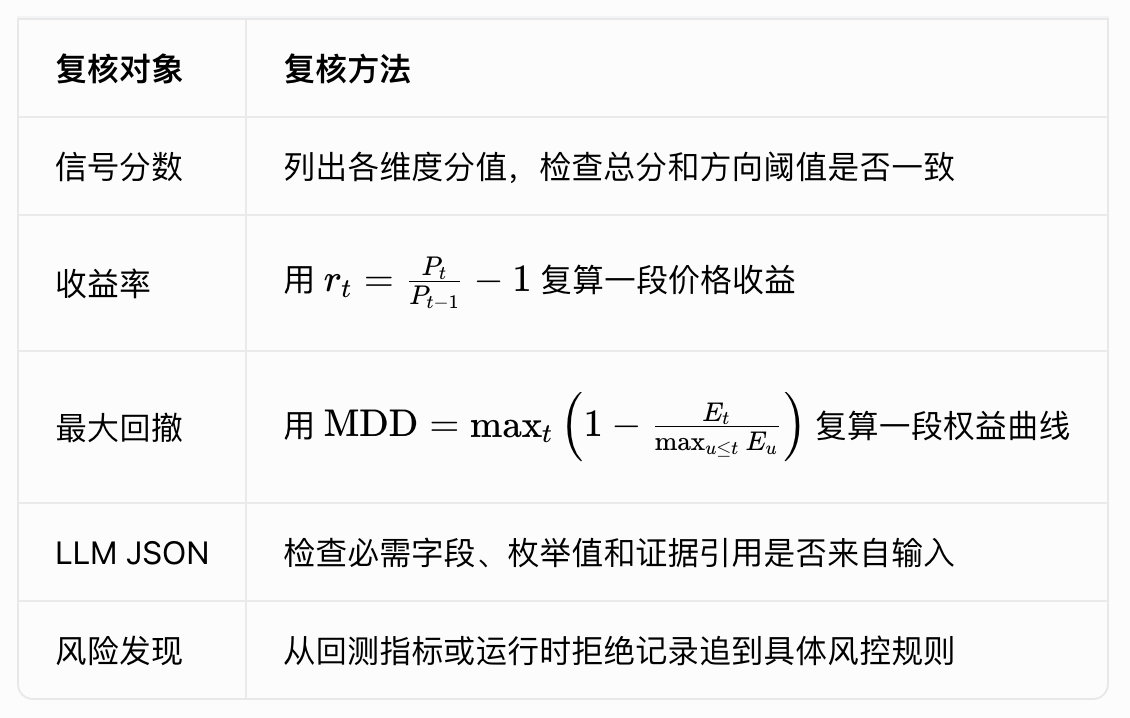 复核对象 复核方法
信号分数 列出各维度分值，检查总分和方向阈值是否一致
收益率 用 r_t = \frac{P_t}{P_{t-1}} - 1 复算一段价格收益
最大回撤 用 MDD = max_t \left(1 - \frac{E_t}{max_{u≤t} E_u}\right) 复算一段权益曲线
LLM JSON 检查必需字段、枚举值和证据引用是否来自输入
风险发现 从回测指标或运行时拒绝记录追到具体风控规则